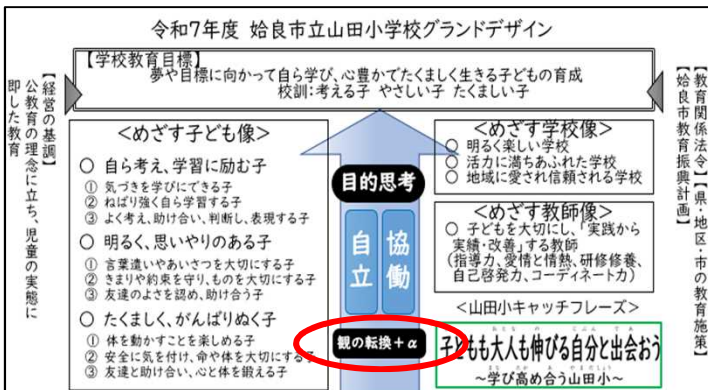 令和7年度 姶良市立山田小学校グランドデザイン
【学校教育目標】
夢や目標に向かって自ら学び、心豊かでたくましく生きる子どもの育成
校訓:考える子 やさしい子 たくましい子
【経営の基調】
公教育の理念に立ち、児童の実態に
即した教育
<めざす子ども像>
○ 自ら考え、学習に励む子
① 気づきを学びにできる子
② ねばり強く自ら学習する子
③ よく考え、助け合い、判断し、表現する子
○ 明るく、思いやりのある子
① 言葉遣いやあいさつを大切にする子
② きまりや約束を守り、ものを大切にする子
③ 友達のよさを認め、助け合う子
○ たくましく、がんばりぬく子
① 体を動かすことを楽しめる子
② 安全に気を付け、命や体を大切にする子
③ 友達と助け合い、心と体を鍛える子
目的思考
自立
協働
観の転換+α
<めざす学校像>
○ 明るく楽しい学校
○ 活力に満ちあふれた学校
○ 地域に愛され信頼される学校
<めざす教師像>
○ 子どもを大切にし、「実践から
実績・改善」する教師
(指導力、愛情と情熱、研修修養、
自己啓発力、コーディネート力)
<山田小キャッチフレーズ>
子どもも大人も伸びる自分と出会おう
~学び高め合う山田小~
【教育関係法令】【県・地区・市の教育施策】
【姶良市教育振興計画】